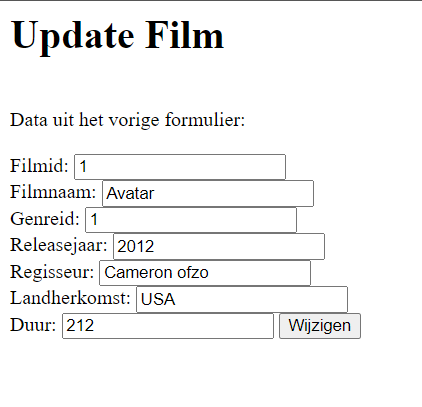 Update Film
Data uit het vorige formulier:
Filmid: 1
Filmnaam: Avatar
Genreid: 1
Releasejaar: 2012
Regisseur: Cameron ofzo
Landherkomst: USA
Duur: 212 Wijzigen